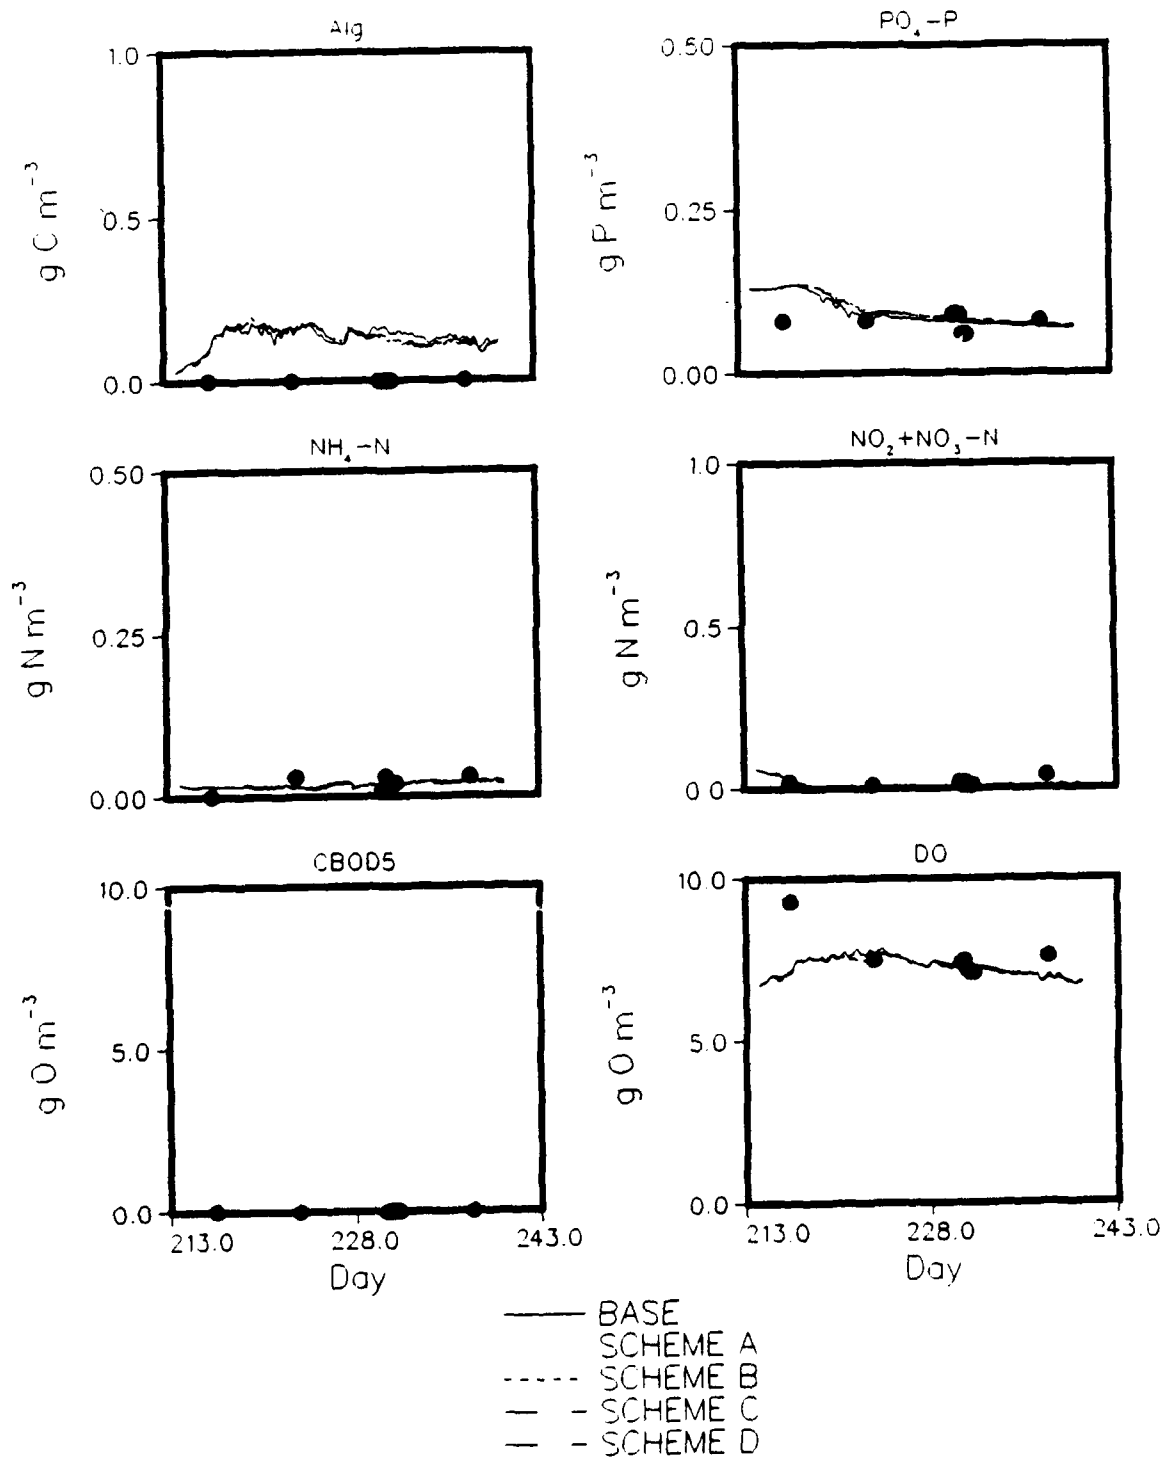 Alg
1.0
0.5
0.0
g C m⁻³
PO₄-P
0.50
0.25
0.00
g P m⁻³
NH₄-N
0.50
0.25
0.00
g N m⁻³
NO₂+NO₃-N
1.0
0.5
0.0
g N m⁻³
CBOD5
10.0
5.0
0.0
g O m⁻³
213.0 228.0 243.0
Day
DO
10.0
5.0
0.0
g O m⁻³
213.0 228.0 243.0
Day
BASE
SCHEME A
SCHEME B
SCHEME C
SCHEME D